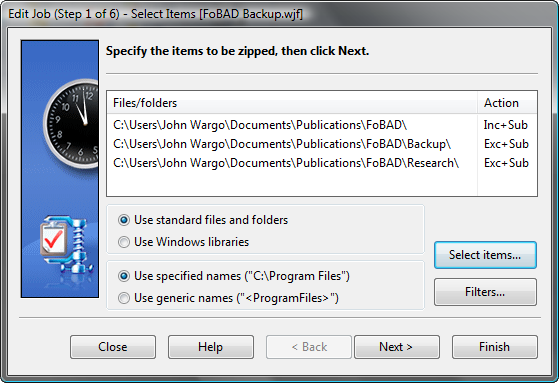 Edit Job (Step 1 of 6) - Select Items [FoBAD Backup.wjf]
Specify the items to be zipped, then click Next.
Files/folders Action
C:\Users\John Wargo\Documents\Publications\FoBAD\ Inc+Sub
C:\Users\John Wargo\Documents\Publications\FoBAD\Backup\ Exc+Sub
C:\Users\John Wargo\Documents\Publications\FoBAD\Research\ Exc+Sub
Use standard files and folders
Use Windows libraries
Select items...
Use specified names ("C:\Program Files")
Use generic names ("<ProgramFiles>")
Filters...
Close Help < Back Next > Finish